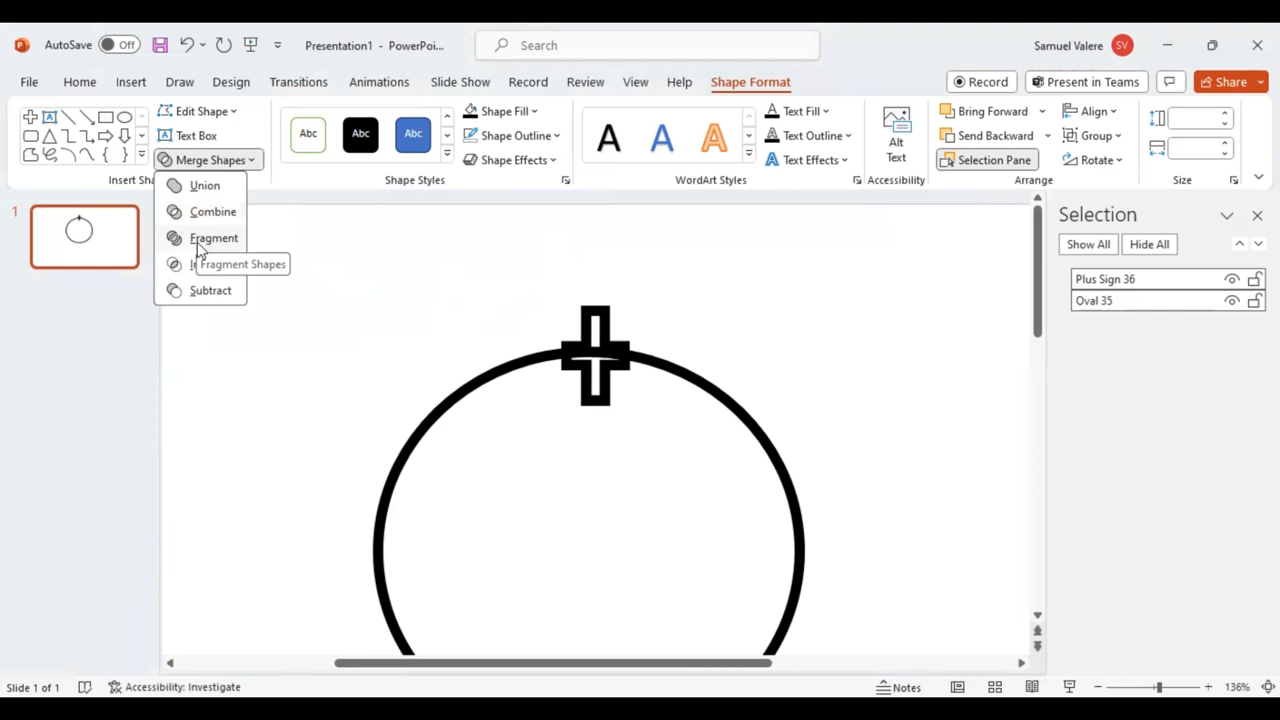 AutoSave Off Presentation1 - PowerPoi... Search Samuel Valere SV
File Home Insert Draw Design Transitions Animations Slide Show Record Review View Help Shape Format Record Present in Teams Share
Edit Shape
Text Box
Merge Shapes
Insert Sha
Abc Abc Abc
Shape Fill
Shape Outline
Shape Effects
Shape Styles
A A A
Text Fill
Text Outline
Text Effects
WordArt Styles
Alt
Text
Accessibility
Bring Forward
Send Backward
Selection Pane
Align
Group
Rotate
Arrange
Size
Union
Combine
Fragment
Fragment Shapes
Subtract
1
Selection
Show All Hide All
Plus Sign 36
Oval 35
Slide 1 of 1 Accessibility: Investigate Notes 136%